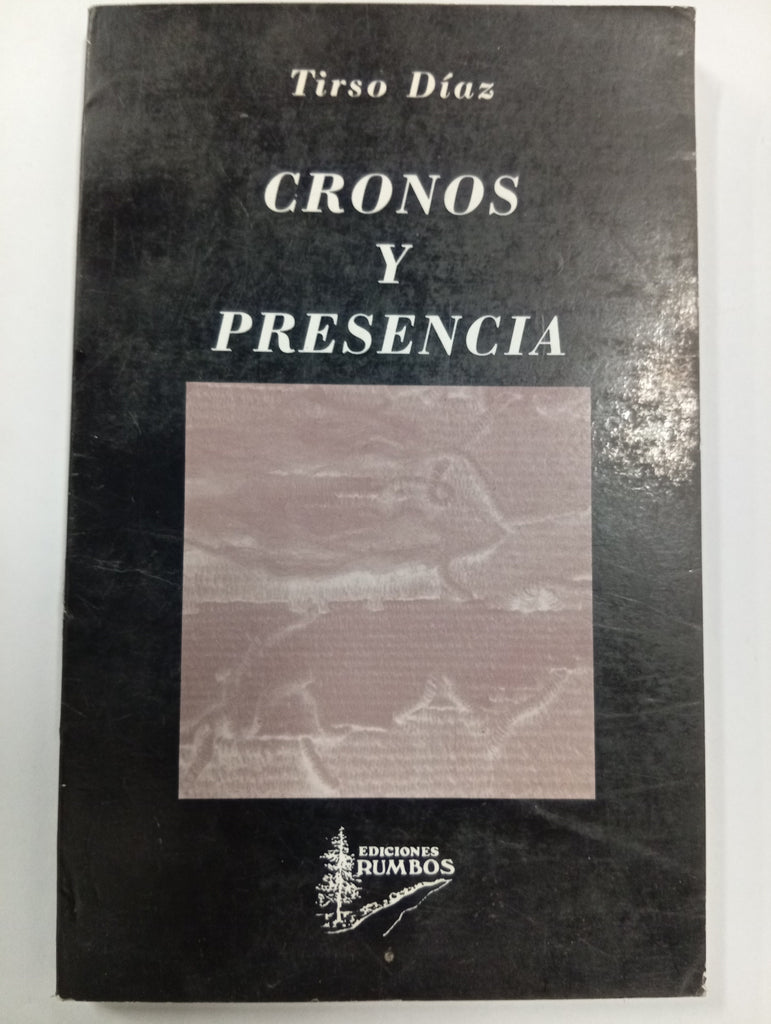 Tirso Díaz
CRONOS
Y
PRESENCIA
EDICIONES
RUMBOS